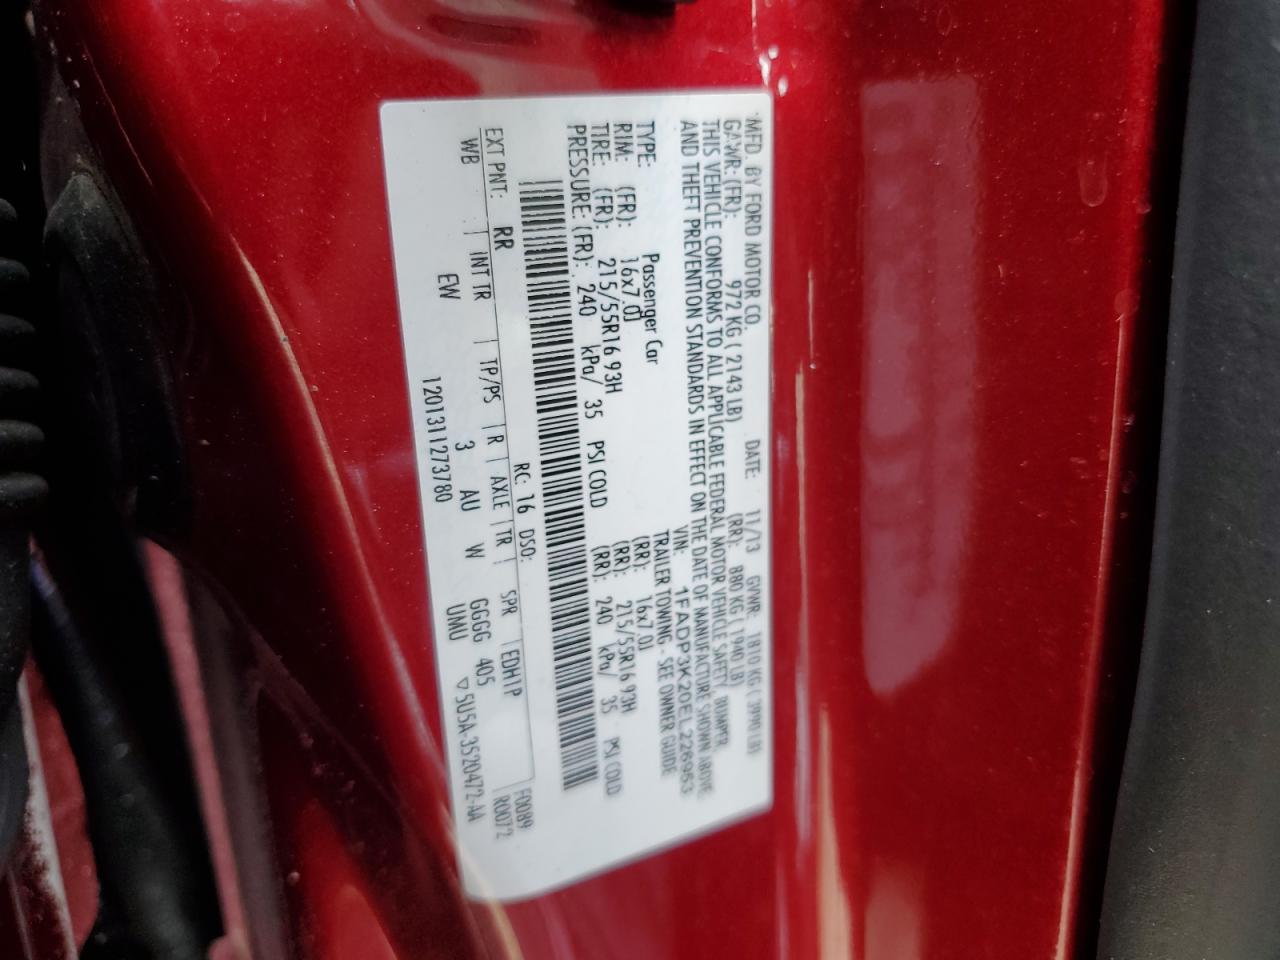 MFD. BY FORD MOTOR CO. DATE: 11/13 GVWR: 1810 KG ( 3990 LB)
GAWR: (FR): 972 KG ( 2143 LB) (RR): 880 KG ( 1940 LB)
THIS VEHICLE CONFORMS TO ALL APPLICABLE FEDERAL MOTOR VEHICLE SAFETY, BUMPER,
AND THEFT PREVENTION STANDARDS IN EFFECT ON THE DATE OF MANUFACTURE SHOWN ABOVE.
VIN: 1FADP3K20EL226953
TYPE: Passenger Car TRAILER TOWING - SEE OWNER GUIDE
RIM: (FR): 16x7.0J (RR): 16x7.0J
TIRE: (FR): 215/55R16 93H (RR): 215/55R16 93H
PRESSURE: (FR): 240 kPa/ 35 PSI COLD (RR): 240 kPa/ 35 PSI COLD
RC: 16 DSO: F0089
EXT PNT: RR EDH1P R0072
WB INT TR TP/PS R AXLE TR SPR
EW 3 AU W GGGG 405
1201311273780 UMU ▽5U5A-3520472-AA